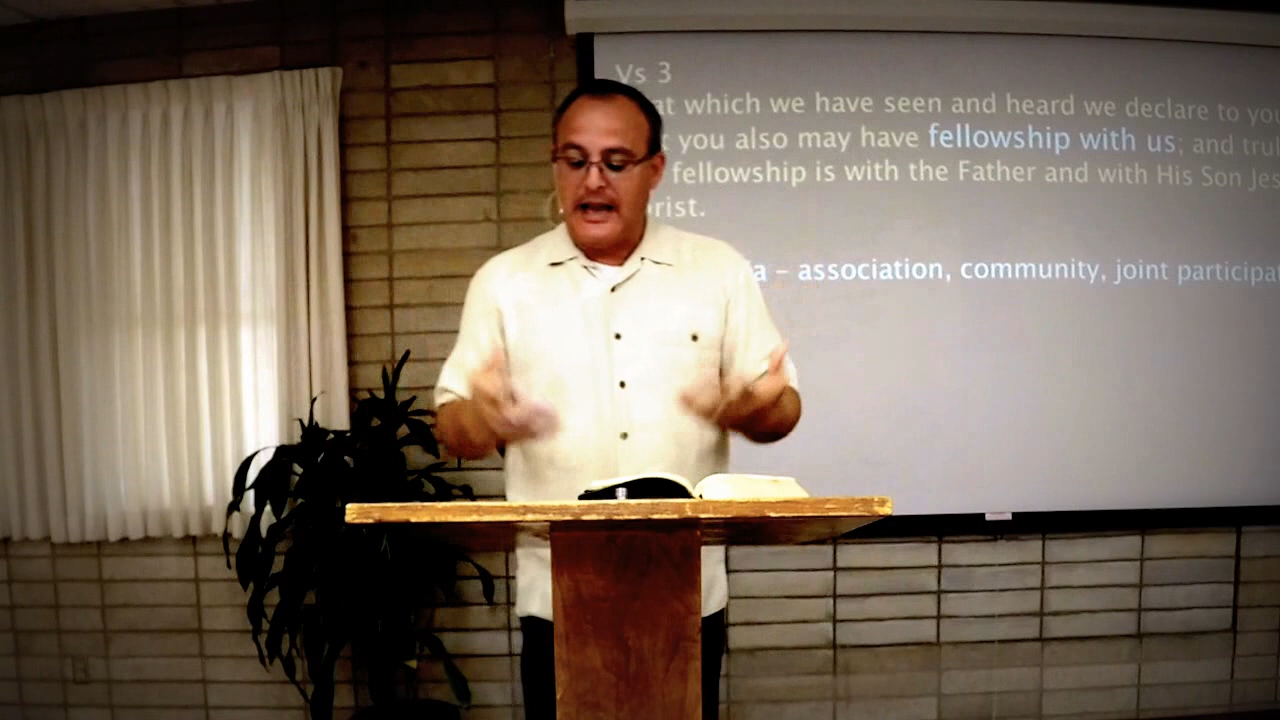 Vs 3
at which we have seen and heard we declare to you
you also may have fellowship with us; and trul
fellowship is with the Father and with His Son Jes
rist.
a – association, community, joint participat